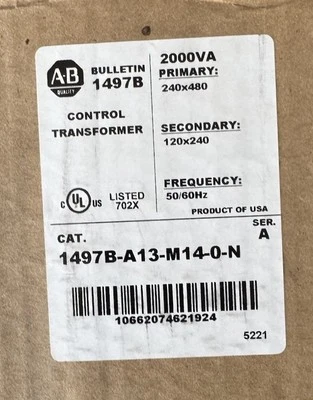 A-B
QUALITY
BULLETIN
1497B
CONTROL
TRANSFORMER
2000VA
PRIMARY:
240x480
SECONDARY:
120x240
FREQUENCY:
50/60Hz
c UL us LISTED
702X
PRODUCT OF USA
CAT.
1497B-A13-M14-0-N
SER.
A
10662074621924
5221